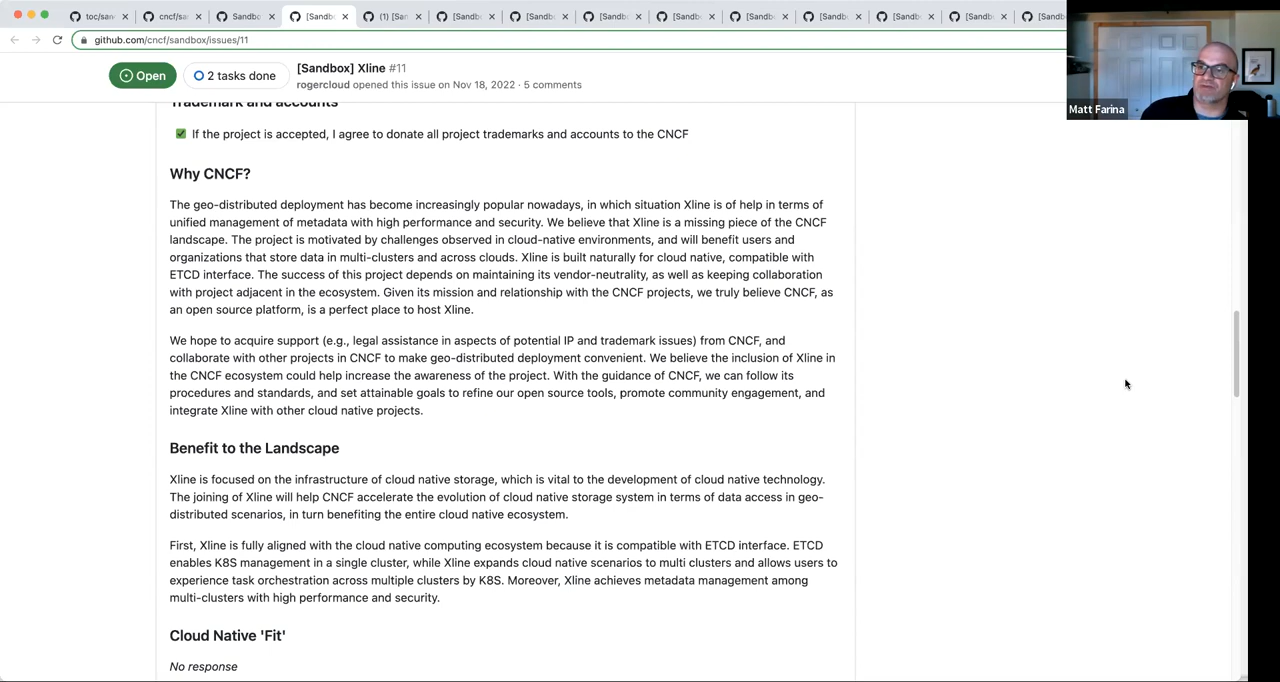 toc/san
cncf/sa
Sandbo
[Sandb
(1) [Sa
[Sandb
[Sandb
[Sandb
[Sandb
[Sandb
[Sandb
[Sandb
[Sandb
[Sandb
github.com/cncf/sandbox/issues/11
Matt Farina
Open
2 tasks done
[Sandbox] Xline #11
rogercloud opened this issue on Nov 18, 2022 · 5 comments
Trademark and accounts
If the project is accepted, I agree to donate all project trademarks and accounts to the CNCF
Why CNCF?
The geo-distributed deployment has become increasingly popular nowadays, in which situation Xline is of help in terms of
unified management of metadata with high performance and security. We believe that Xline is a missing piece of the CNCF
landscape. The project is motivated by challenges observed in cloud-native environments, and will benefit users and
organizations that store data in multi-clusters and across clouds. Xline is built naturally for cloud native, compatible with
ETCD interface. The success of this project depends on maintaining its vendor-neutrality, as well as keeping collaboration
with project adjacent in the ecosystem. Given its mission and relationship with the CNCF projects, we truly believe CNCF, as
an open source platform, is a perfect place to host Xline.
We hope to acquire support (e.g., legal assistance in aspects of potential IP and trademark issues) from CNCF, and
collaborate with other projects in CNCF to make geo-distributed deployment convenient. We believe the inclusion of Xline in
the CNCF ecosystem could help increase the awareness of the project. With the guidance of CNCF, we can follow its
procedures and standards, and set attainable goals to refine our open source tools, promote community engagement, and
integrate Xline with other cloud native projects.
Benefit to the Landscape
Xline is focused on the infrastructure of cloud native storage, which is vital to the development of cloud native technology.
The joining of Xline will help CNCF accelerate the evolution of cloud native storage system in terms of data access in geo-
distributed scenarios, in turn benefiting the entire cloud native ecosystem.
First, Xline is fully aligned with the cloud native computing ecosystem because it is compatible with ETCD interface. ETCD
enables K8S management in a single cluster, while Xline expands cloud native scenarios to multi clusters and allows users to
experience task orchestration across multiple clusters by K8S. Moreover, Xline achieves metadata management among
multi-clusters with high performance and security.
Cloud Native 'Fit'
No response